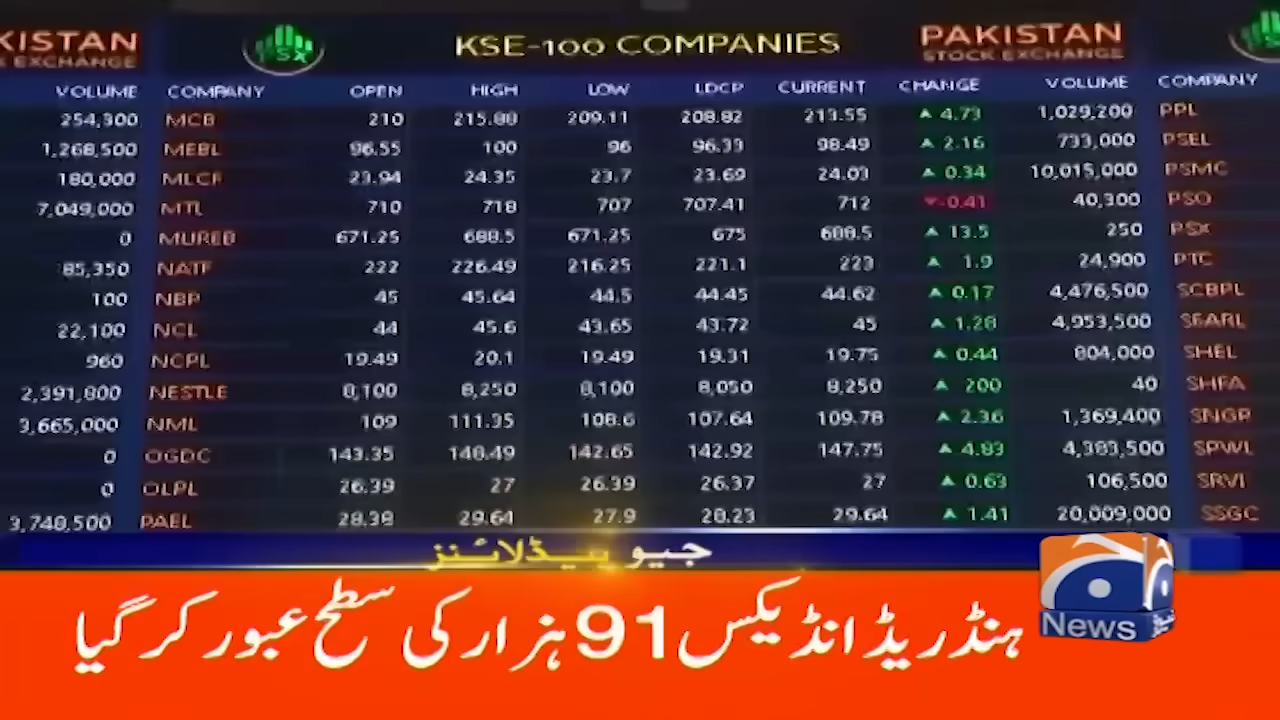 KISTAN KSE-100 COMPANIES PAKISTAN
EXCHANGE PSX STOCK EXCHANGE
VOLUME COMPANY OPEN HIGH LOW LDCP CURRENT CHANGE VOLUME COMPANY
254,300 MCB 210 215.88 209.11 208.82 213.55 ▲ 4.73 1,029,200 PPL
1,268,500 MEBL 96.55 100 96 96.33 98.49 ▲ 2.16 733,000 PSEL
180,000 MLCF 23.94 24.35 23.7 23.69 24.03 ▲ 0.34 10,015,000 PSMC
7,049,000 MTL 710 718 707 707.41 712 ▼-0.41 40,300 PSO
0 MUREB 671.25 688.5 671.25 675 688.5 ▲ 13.5 250 PSX
85,350 NATF 222 226.49 216.25 221.1 223 ▲ 1.9 24,900 PTC
100 NBP 45 45.64 44.5 44.45 44.62 ▲ 0.17 4,476,500 SCBPL
22,100 NCL 44 45.6 43.65 43.72 45 ▲ 1.28 4,953,500 SEARL
960 NCPL 19.49 20.1 19.49 19.31 19.75 ▲ 0.44 804,000 SHEL
2,391,800 NESTLE 8,100 8,250 8,100 8,050 8,250 ▲ 200 40 SHFA
3,665,000 NML 109 111.35 108.6 107.64 109.78 ▲ 2.36 1,369,400 SNGP
0 OGDC 143.35 148.49 142.65 142.92 147.75 ▲ 4.83 4,383,500 SPWL
0 OLPL 26.39 27 26.39 26.37 27 ▲ 0.63 106,500 SRVI
3,748,500 PAEL 28.38 29.64 27.9 28.23 29.64 ▲ 1.41 20,009,000 SSGC
جیو ہیڈلائنز
ہنڈریڈ انڈیکس 91 ہزار کی سطح عبور کر گیا
News